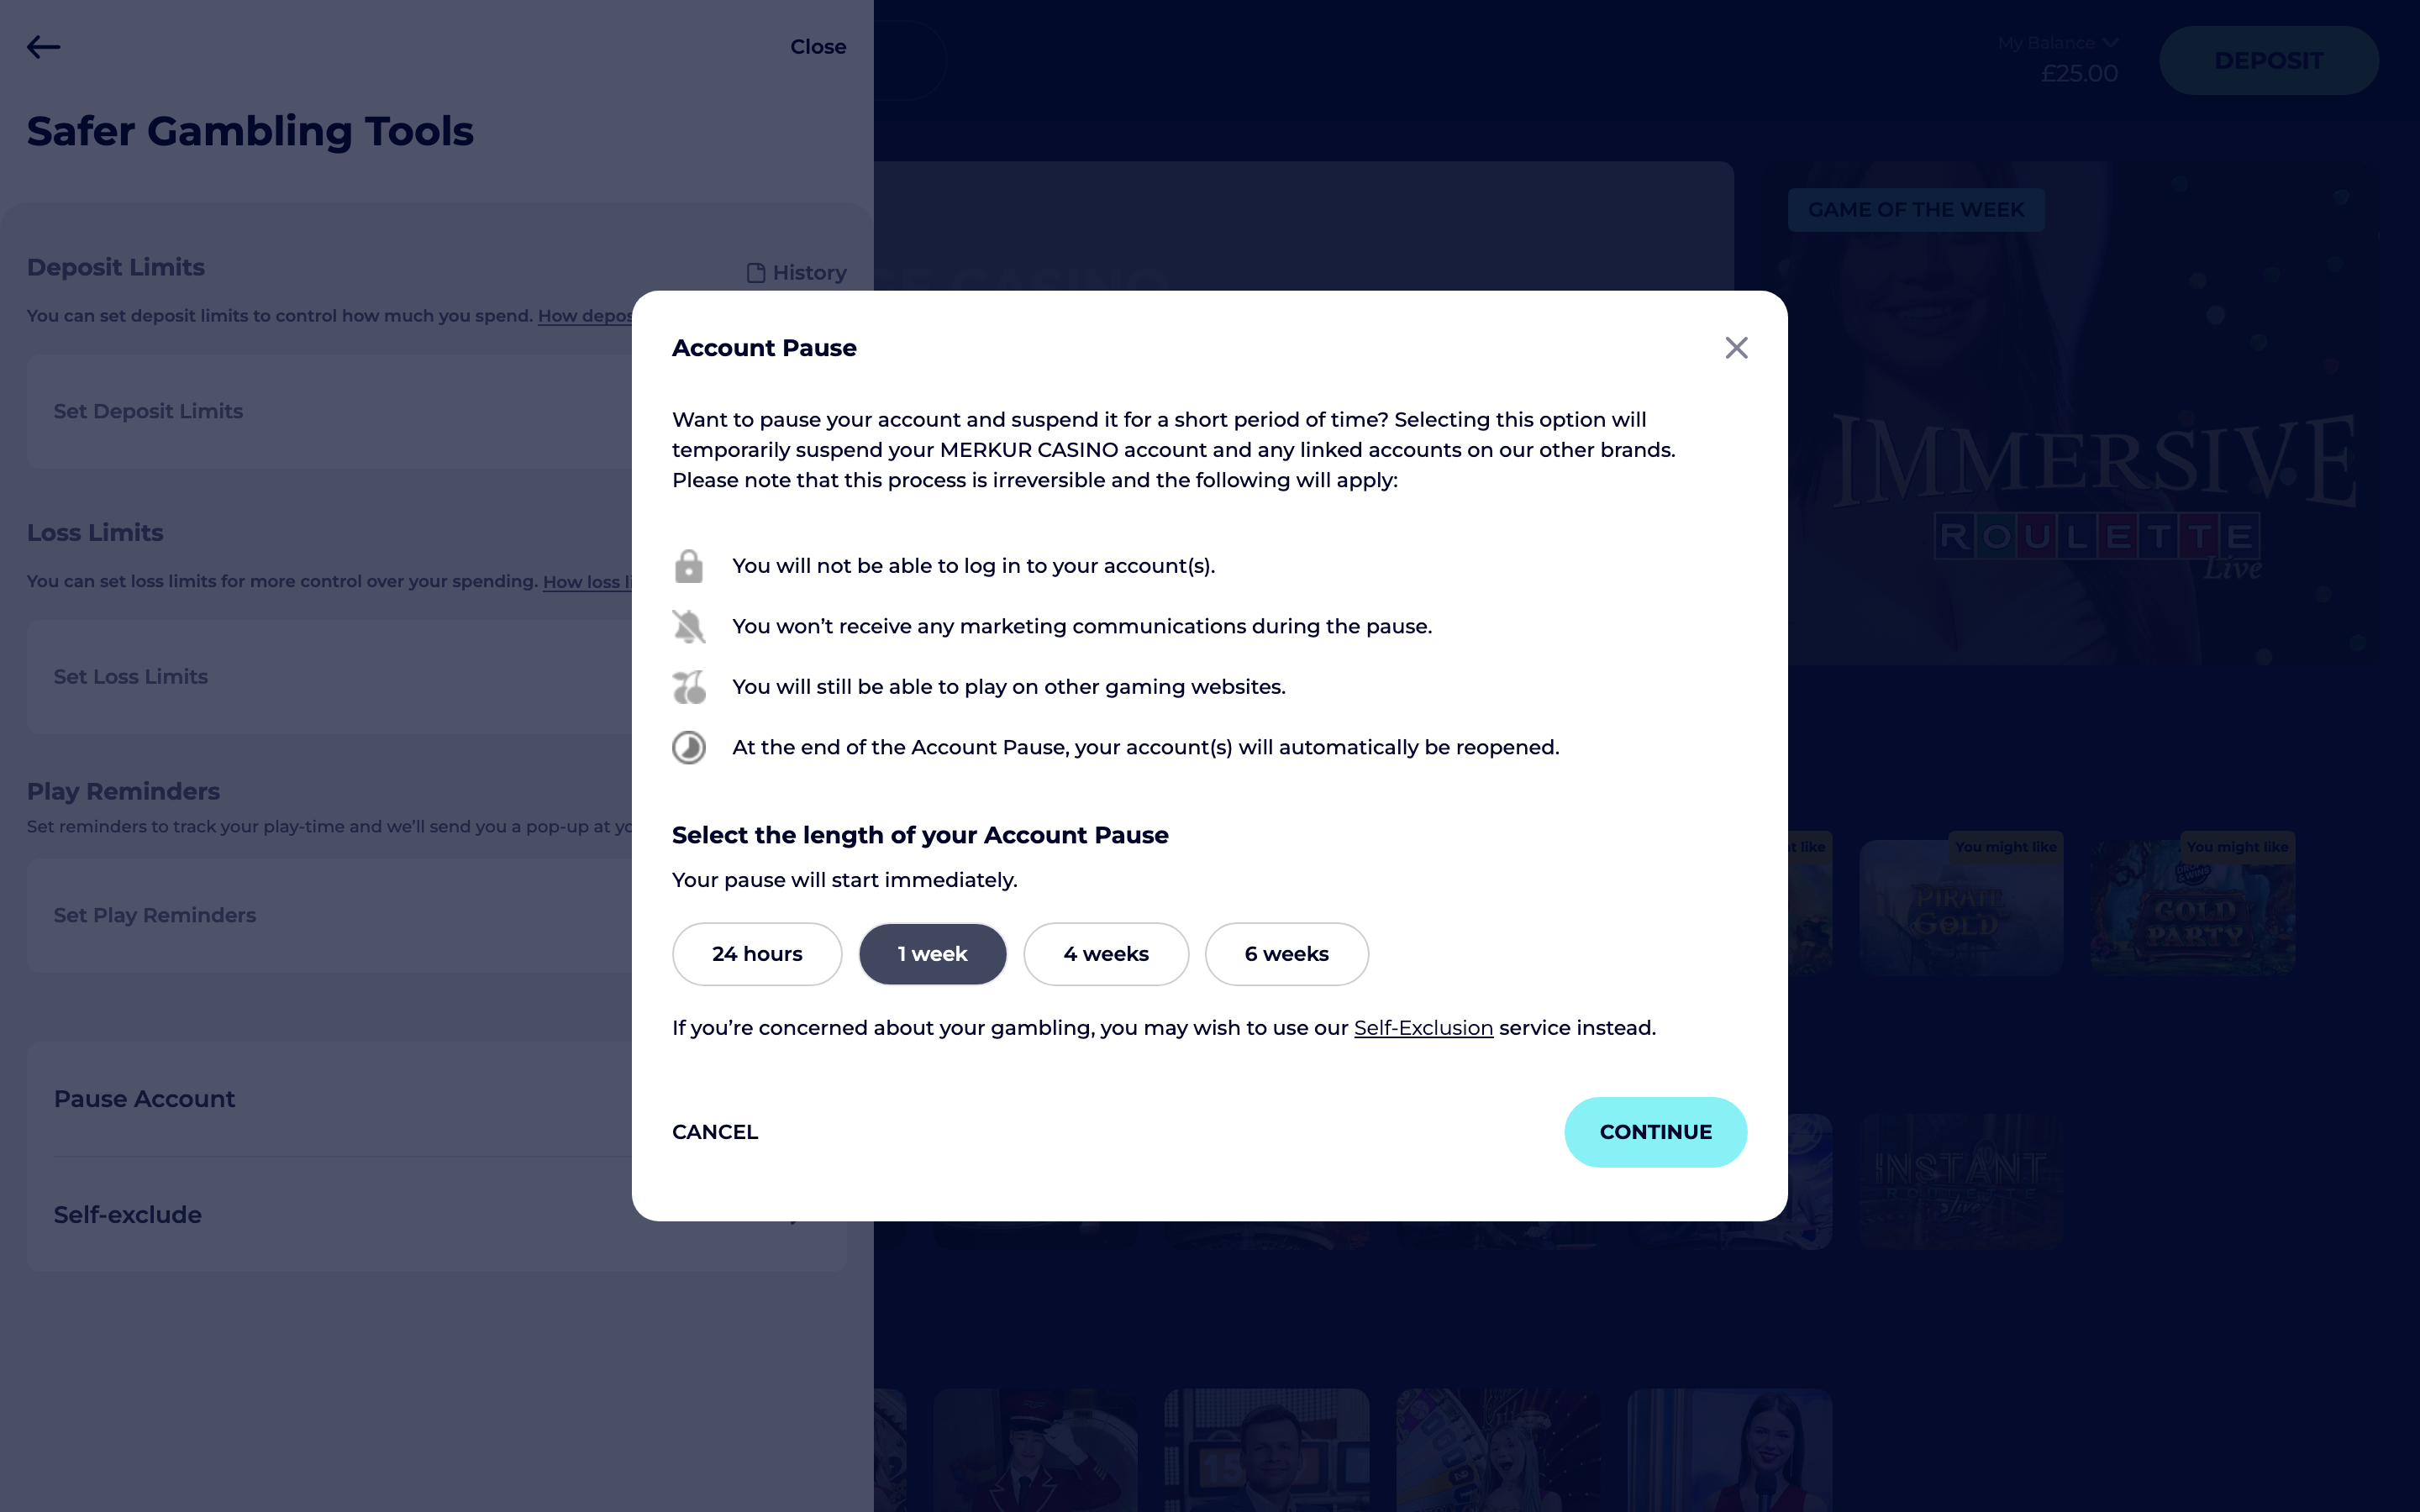 Close
My Balance
£25.00
DEPOSIT
Safer Gambling Tools
GAME OF THE WEEK
Deposit Limits
History
You can set deposit limits to control how much you spend. How
Set Deposit Limits
Loss Limits
You can set loss limits for more control over your spending. How loss
Set Loss Limits
Play Reminders
Set reminders to track your play-time and we'll send you a pop-up at
Set Play Reminders
Pause Account
Self-exclude
Account Pause
Want to pause your account and suspend it for a short period of time? Selecting this option will
temporarily suspend your MERKUR CASINO account and any linked accounts on our other brands.
Please note that this process is irreversible and the following will apply:
You will not be able to log in to your account(s).
You won’t receive any marketing communications during the pause.
You will still be able to play on other gaming websites.
At the end of the Account Pause, your account(s) will automatically be reopened.
Select the length of your Account Pause
Your pause will start immediately.
24 hours
1 week
4 weeks
6 weeks
If you’re concerned about your gambling, you may wish to use our Self-Exclusion service instead.
CANCEL
CONTINUE
IMMERSIVE
ROULETTE
Live
like
You might like
You might like
PIRATE
GOLD
GOLD
PARTY
INSTANT
ROULETTE
live